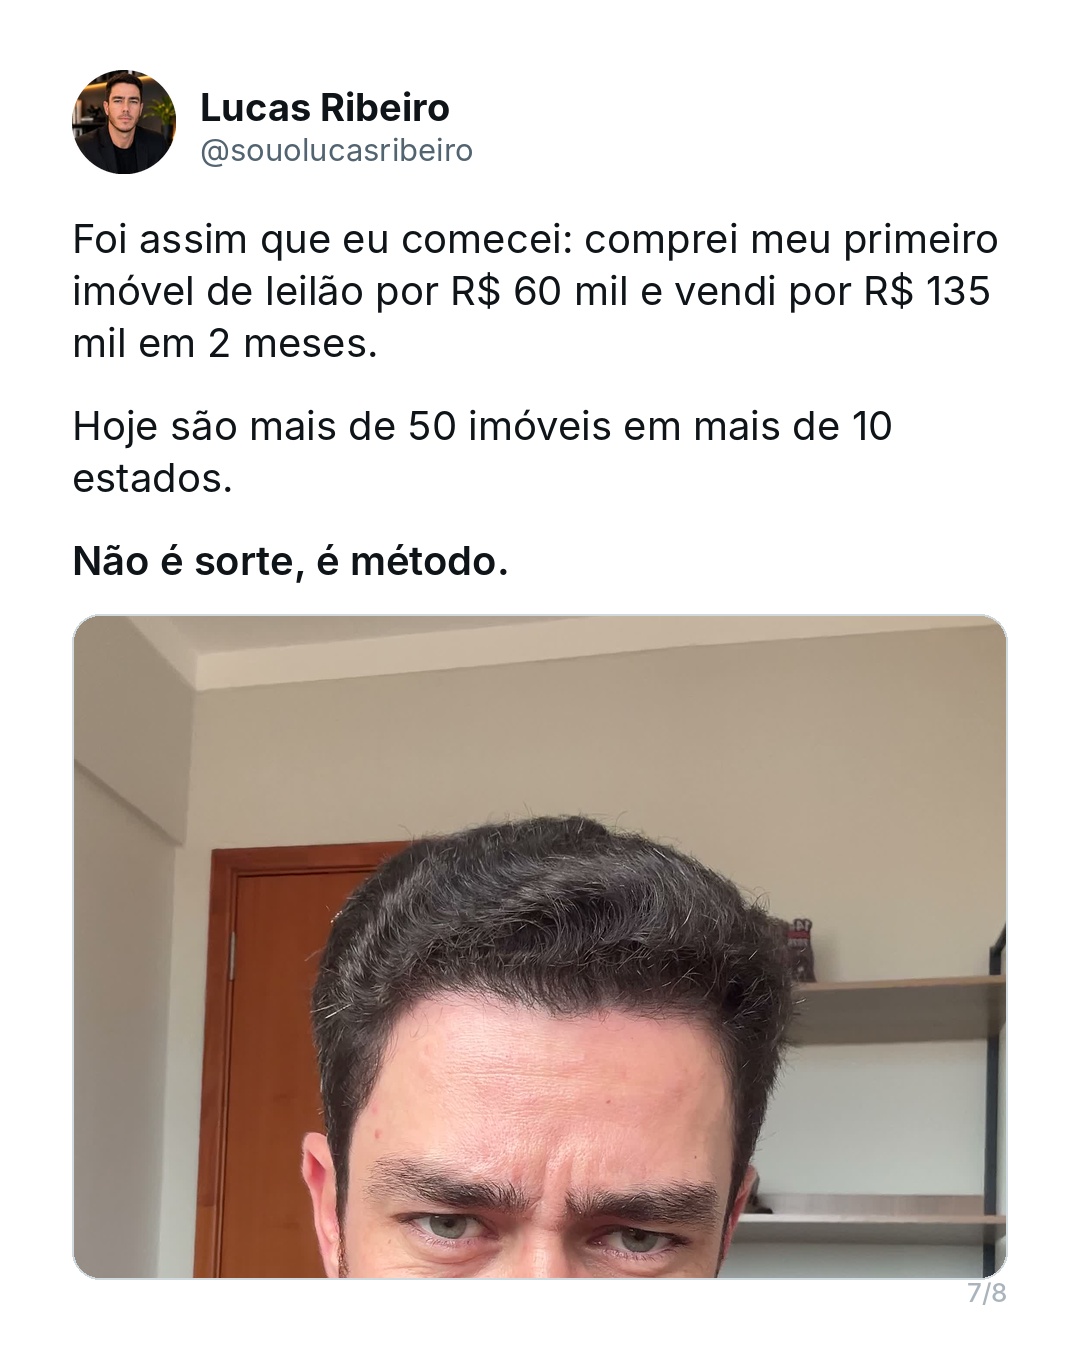 Lucas Ribeiro
@souolucasribeiro
Foi assim que eu comecei: comprei meu primeiro
imóvel de leilão por R$ 60 mil e vendi por R$ 135
mil em 2 meses.
Hoje são mais de 50 imóveis em mais de 10
estados.
Não é sorte, é método.
7/8